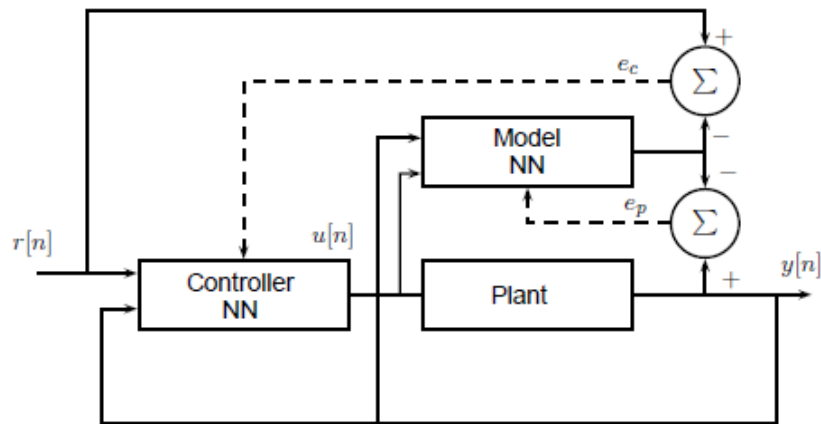 +
e_c
Σ
−
Model
NN
−
e_p
Σ
r[n]
u[n]
+
y[n]
Controller
NN
Plant